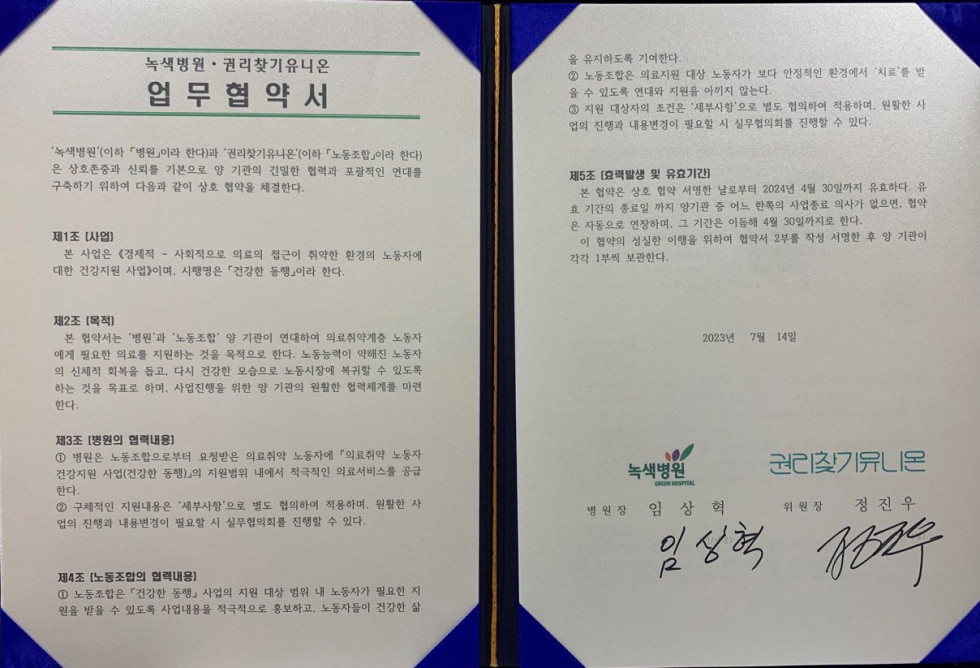 녹색병원・권리찾기유니온
업 무 협 약 서
'녹색병원'(이하 「병원」이라 한다)과 '권리찾기유니온'(이하 「노동조합」이라 한다)
은 상호존중과 신뢰를 기본으로 양 기관의 긴밀한 협력과 포괄적인 연대를
구축하기 위하여 다음과 같이 상호 협약을 체결한다.
제1조 [사업]
본 사업은 《경제적 - 사회적으로 의료의 접근이 취약한 환경의 노동자에
대한 건강지원 사업》이며, 시행명은 「건강한 동행」이라 한다.
제2조 [목적]
본 협약서는 '병원'과 '노동조합' 양 기관이 연대하여 의료취약계층 노동자
에게 필요한 의료를 지원하는 것을 목적으로 한다. 노동능력이 약해진 노동자
의 신체적 회복을 돕고, 다시 건강한 모습으로 노동시장에 복귀할 수 있도록
하는 것을 목표로 하며, 사업진행을 위한 양 기관의 원활한 협력체계를 마련
한다.
제3조 [병원의 협력내용]
① 병원은 노동조합으로부터 요청받은 의료취약 노동자에 「의료취약 노동자
건강지원 사업(건강한 동행)」의 지원범위 내에서 적극적인 의료서비스를 공급
한다.
② 구체적인 지원내용은 '세부사항'으로 별도 협의하여 적용하며, 원활한 사
업의 진행과 내용변경이 필요할 시 실무협의회를 진행할 수 있다.
제4조 [노동조합의 협력내용]
① 노동조합은 「건강한 동행」 사업의 지원 대상 범위 내 노동자가 필요한 지
원을 받을 수 있도록 사업내용을 적극적으로 홍보하고, 노동자들이 건강한 삶
을 유지하도록 기여한다.
② 노동조합은 의료지원 대상 노동자가 보다 안정적인 환경에서 '치료'를 받
을 수 있도록 연대와 지원을 아끼지 않는다.
③ 지원 대상자의 조건은 '세부사항'으로 별도 협의하여 적용하며, 원활한 사
업의 진행과 내용변경이 필요할 시 실무협의회를 진행할 수 있다.
제5조 [효력발생 및 유효기간]
본 협약은 상호 협약 서명한 날로부터 2024년 4월 30일까지 유효하다. 유
효 기간의 종료일 까지 양기관 중 어느 한쪽의 사업종료 의사가 없으면, 협약
은 자동으로 연장하며, 그 기간은 이듬해 4월 30일까지로 한다.
이 협약의 성실한 이행을 위하여 협약서 2부를 작성 서명한 후 양 기관이
각각 1부씩 보관한다.
2023년 7월 14일
녹색병원
GREEN HOSPITAL
권리찾기유니온
병원장 임 상 혁
위원장 정 진 우
임상혁
정진우